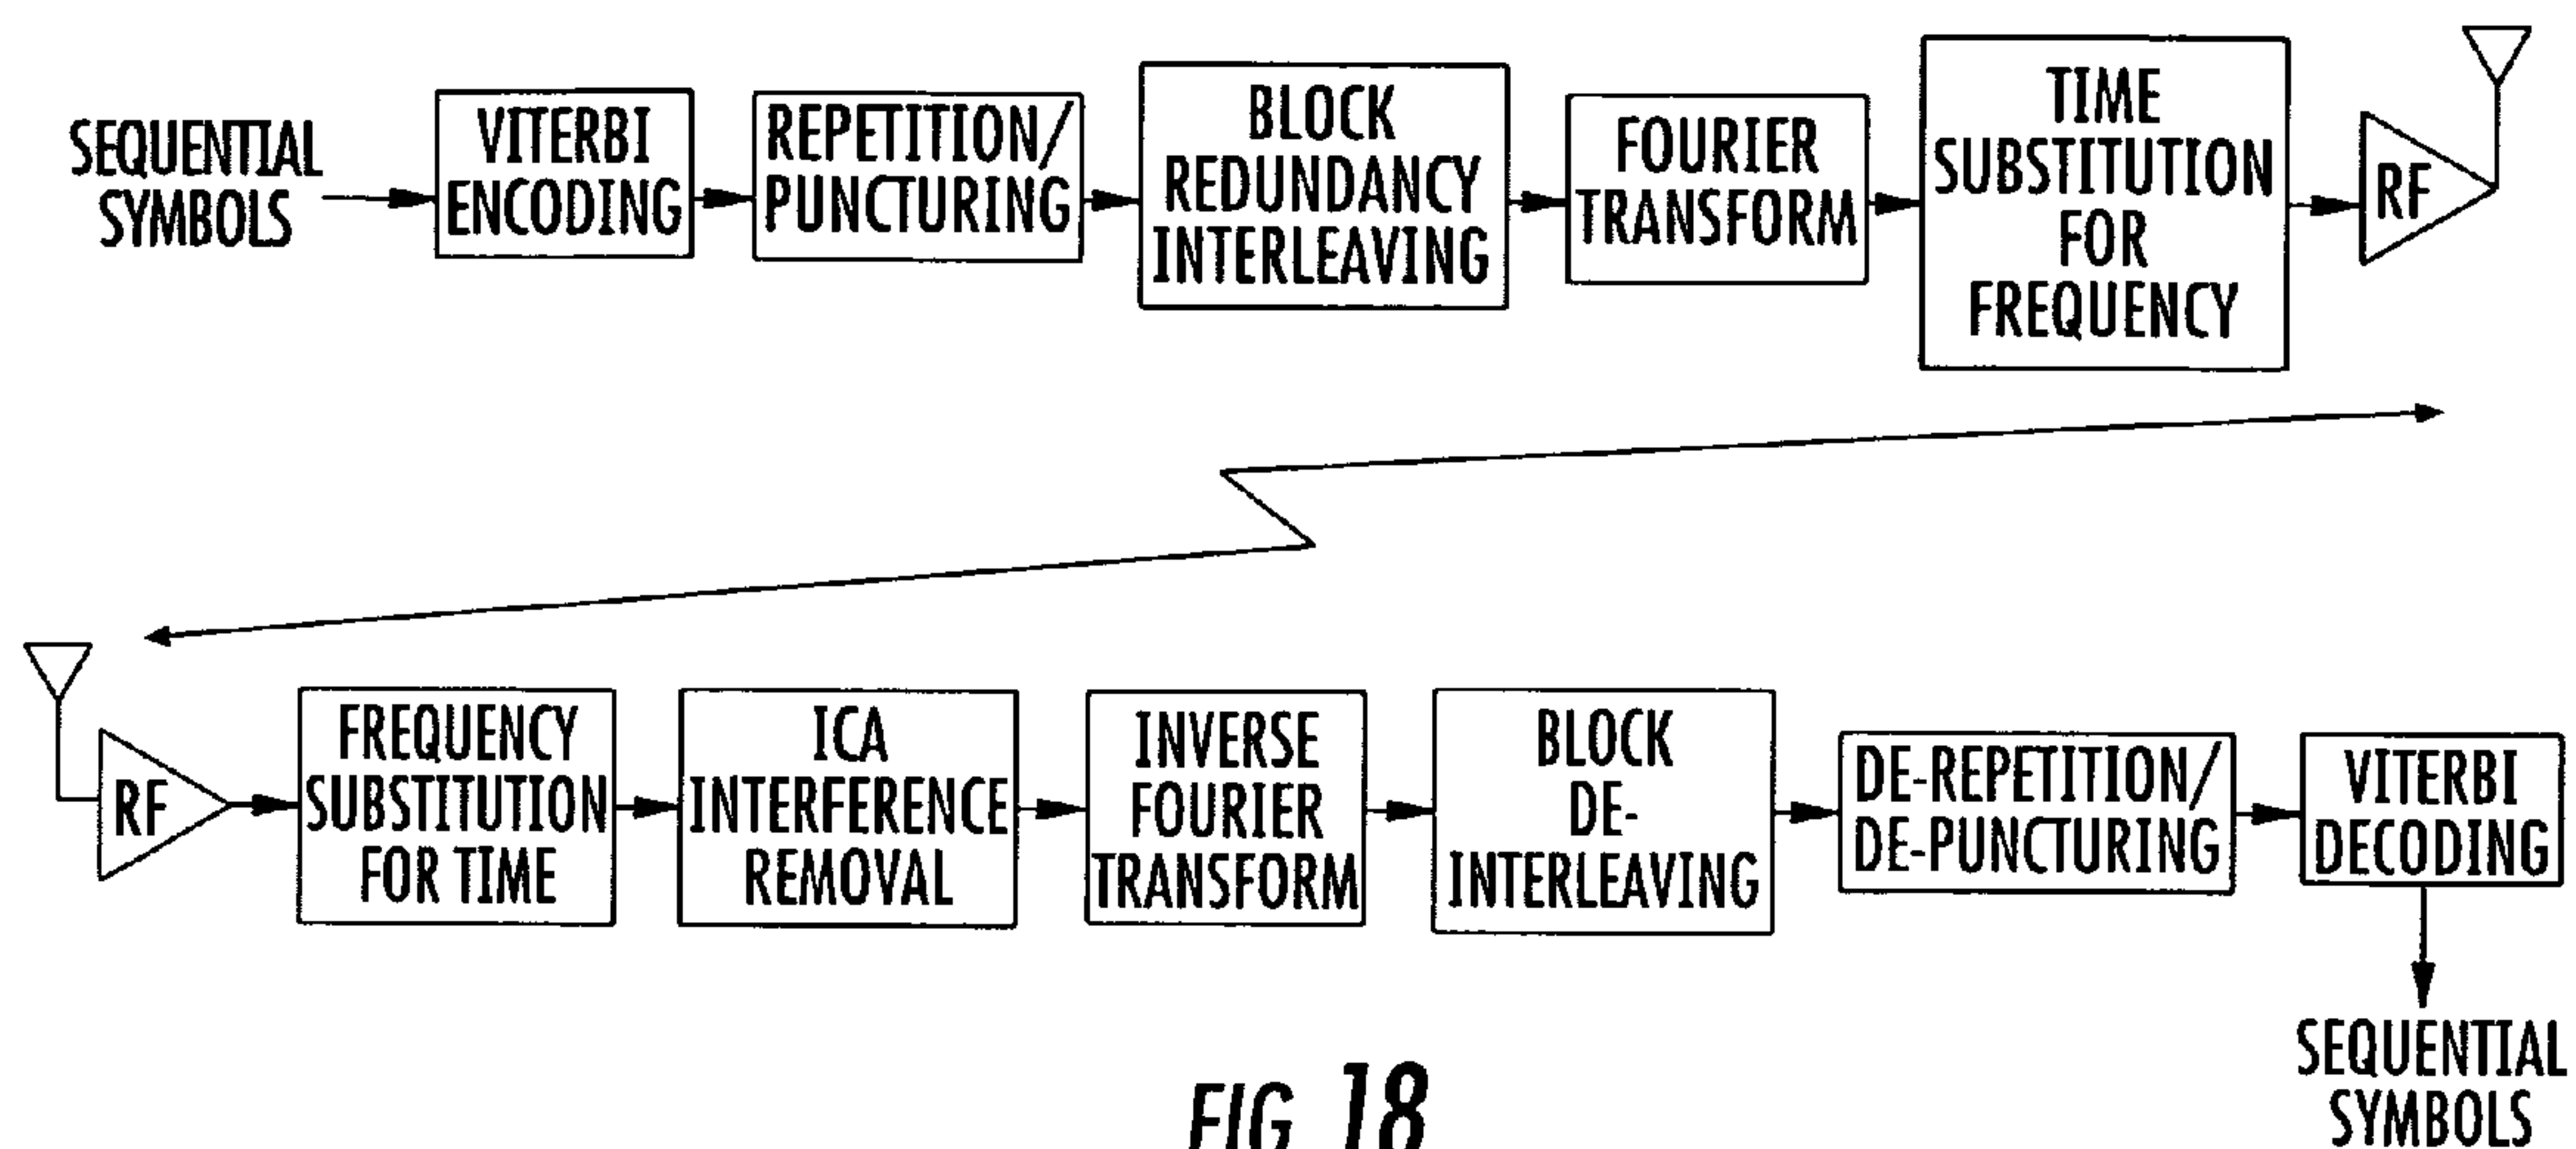 SEQUENTIAL
SYMBOLS
VITERBI
ENCODING
REPETITION/
PUNCTURING
BLOCK
REDUNDANCY
INTERLEAVING
FOURIER
TRANSFORM
TIME
SUBSTITUTION
FOR
FREQUENCY
RF
RF
FREQUENCY
SUBSTITUTION
FOR TIME
ICA
INTERFERENCE
REMOVAL
INVERSE
FOURIER
TRANSFORM
BLOCK
DE-
INTERLEAVING
DE-REPETITION/
DE-PUNCTURING
VITERBI
DECODING
SEQUENTIAL
SYMBOLS
FIG. 18